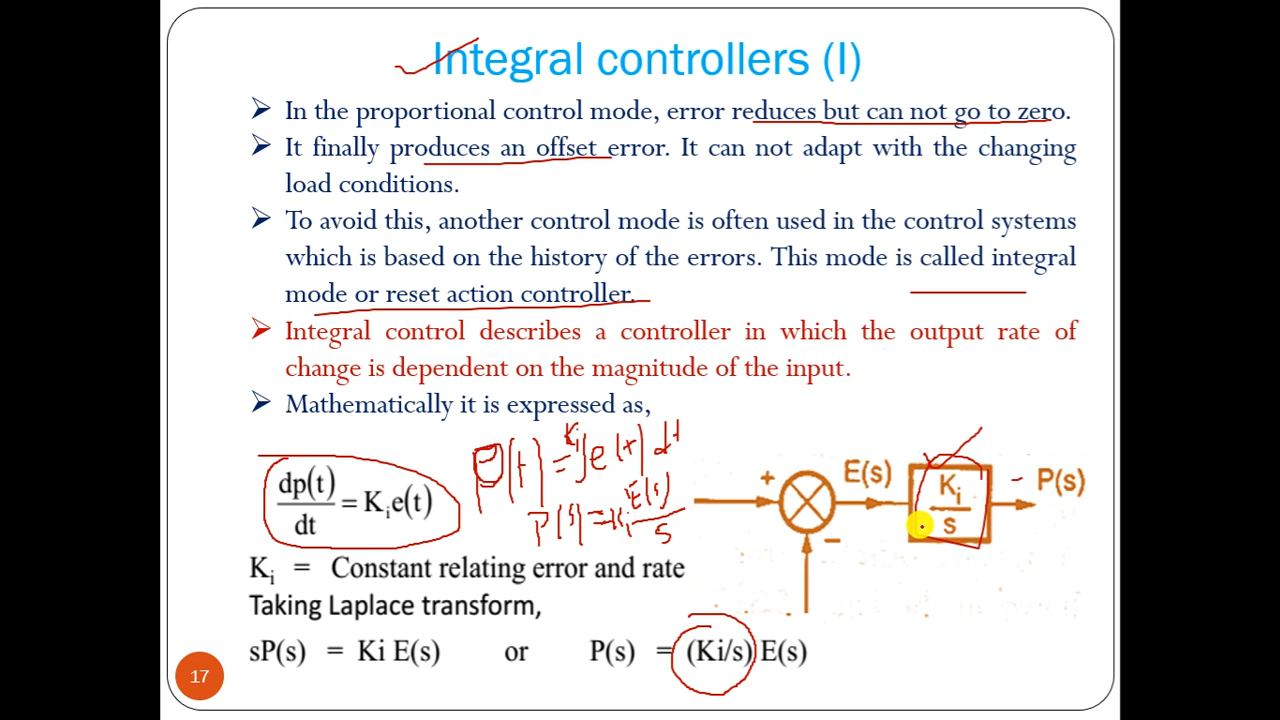 Integral controllers (I)
➢ In the proportional control mode, error reduces but can not go to zero.
➢ It finally produces an offset error. It can not adapt with the changing
load conditions.
➢ To avoid this, another control mode is often used in the control systems
which is based on the history of the errors. This mode is called integral
mode or reset action controller.
➢ Integral control describes a controller in which the output rate of
change is dependent on the magnitude of the input.
➢ Mathematically it is expressed as,
dp(t)/dt = Kᵢe(t)
P(t) = Kᵢ∫e(t) dt
P(s) = Kᵢ E(s)/s
+ E(s) Kᵢ/s P(s)
−
Kᵢ = Constant relating error and rate
Taking Laplace transform,
sP(s) = Ki E(s) or P(s) = (Ki/s) E(s)
17